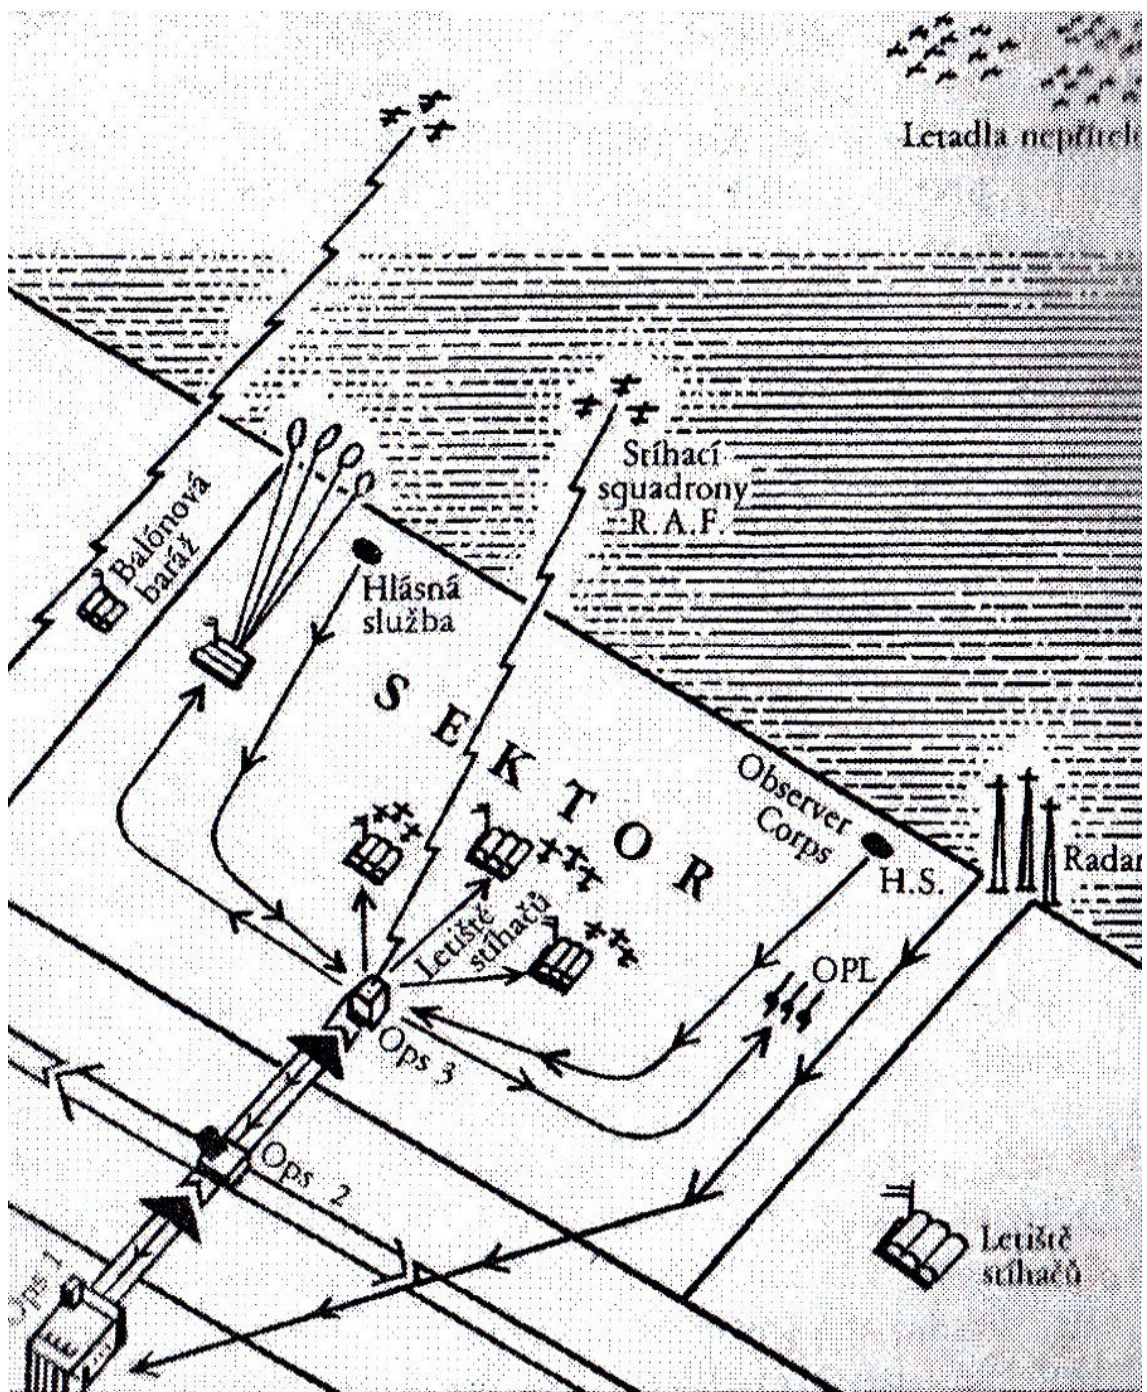 Letadla nepřítele
Stíhací
squadrony
R.A.F.
Balónová
baráž
Hlásná
služba
SEKTOR
Observer
Corps
H.S.
Radar
Letiště
stíhačů
OPL
Ops 3
Ops 2
Ops 1
Letiště
stíhačů